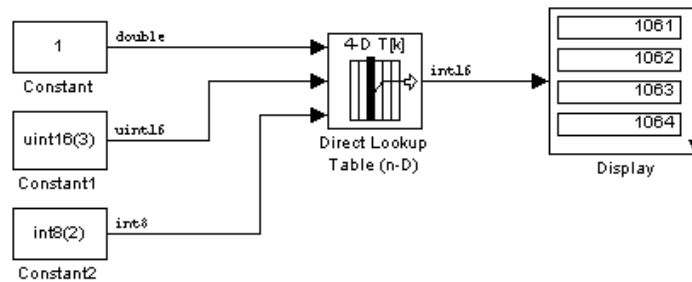 1
double
Constant
uint16(3)
uint16
Constant1
int8(2)
int8
Constant2
4-D T[k]
Direct Lookup
Table (n-D)
int16
1061
1062
1063
1064
Display